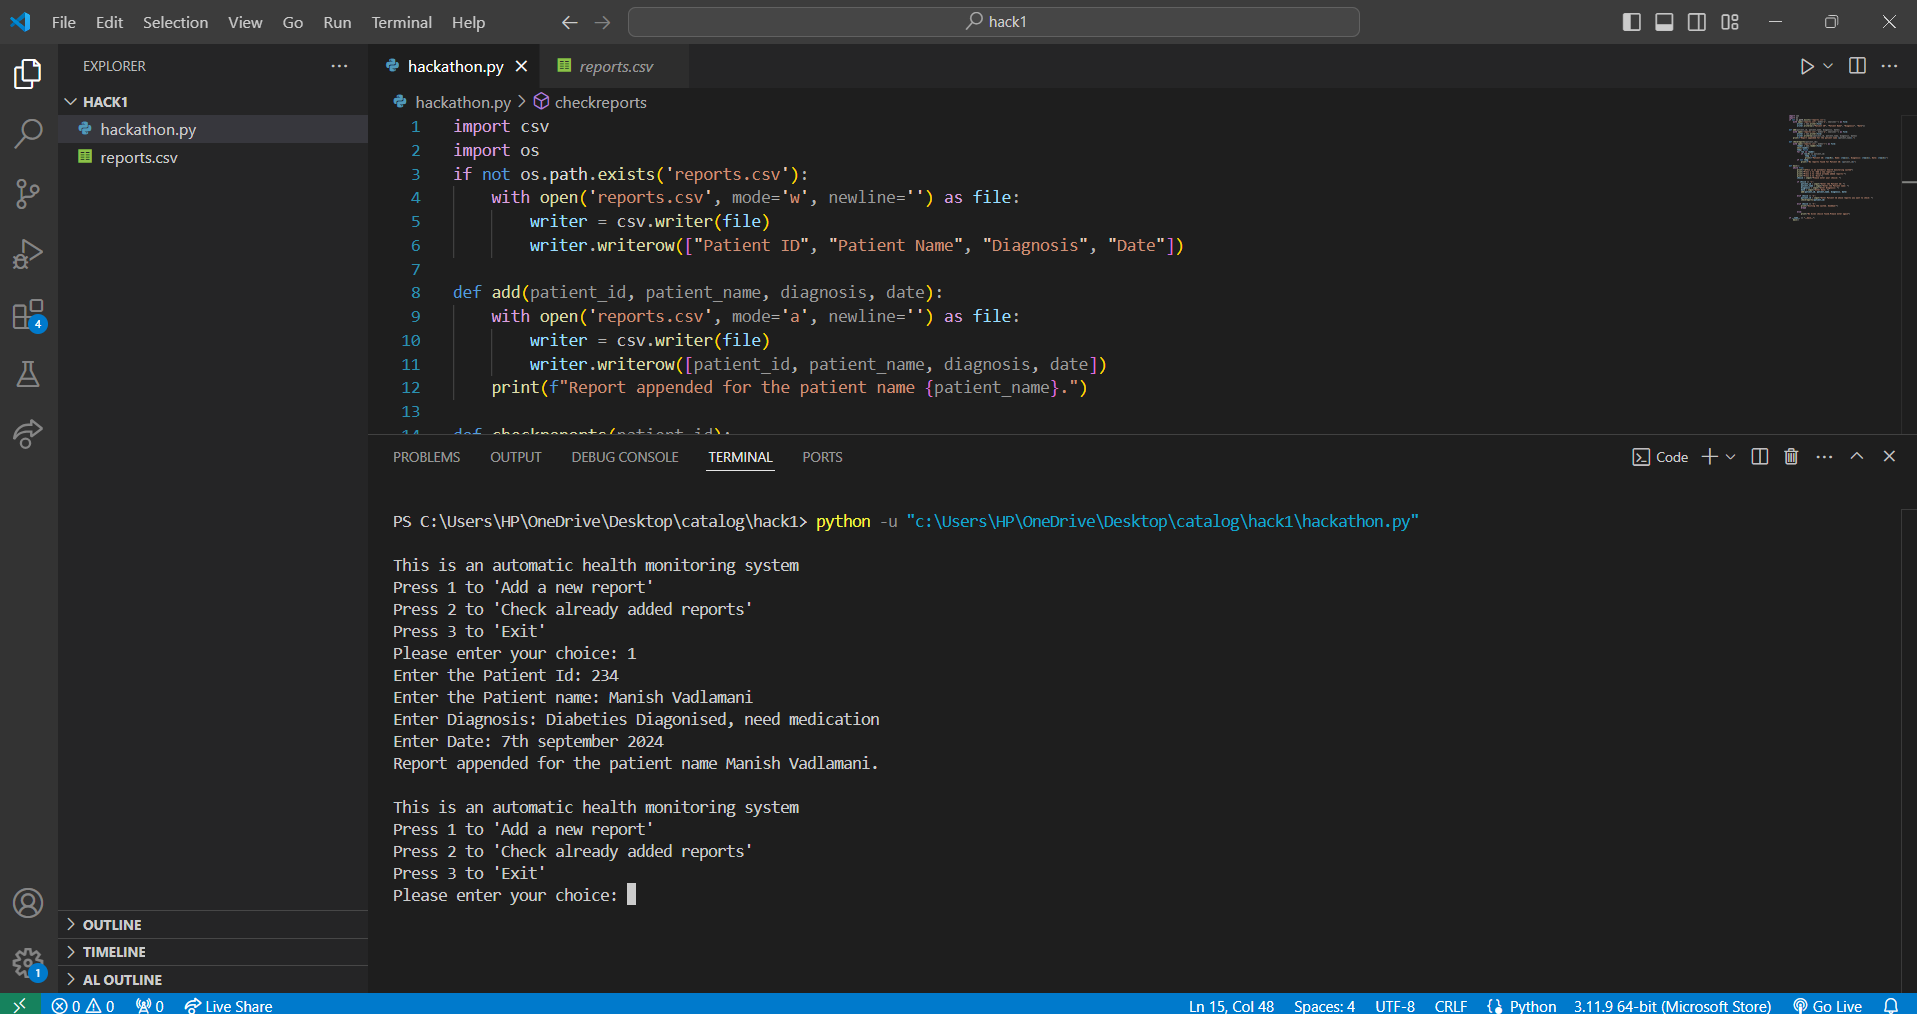 File Edit Selection View Go Run Terminal Help
hack1
EXPLORER
HACK1
hackathon.py
reports.csv
4
OUTLINE
TIMELINE
AL OUTLINE
1
hackathon.py
reports.csv
hackathon.py > checkreports
1 import csv
2 import os
3 if not os.path.exists('reports.csv'):
4 with open('reports.csv', mode='w', newline='') as file:
5 writer = csv.writer(file)
6 writer.writerow(["Patient ID", "Patient Name", "Diagnosis", "Date"])
7
8 def add(patient_id, patient_name, diagnosis, date):
9 with open('reports.csv', mode='a', newline='') as file:
10 writer = csv.writer(file)
11 writer.writerow([patient_id, patient_name, diagnosis, date])
12 print(f"Report appended for the patient name {patient_name}.")
13
14 def checkreports(patient_id):
PROBLEMS OUTPUT DEBUG CONSOLE TERMINAL PORTS
Code
PS C:\Users\HP\OneDrive\Desktop\catalog\hack1> python -u "c:\Users\HP\OneDrive\Desktop\catalog\hack1\hackathon.py"
This is an automatic health monitoring system
Press 1 to 'Add a new report'
Press 2 to 'Check already added reports'
Press 3 to 'Exit'
Please enter your choice: 1
Enter the Patient Id: 234
Enter the Patient name: Manish Vadlamani
Enter Diagnosis: Diabeties Diagonised, need medication
Enter Date: 7th september 2024
Report appended for the patient name Manish Vadlamani.
This is an automatic health monitoring system
Press 1 to 'Add a new report'
Press 2 to 'Check already added reports'
Press 3 to 'Exit'
Please enter your choice:
0 0 0 Live Share
Ln 15, Col 48 Spaces: 4 UTF-8 CRLF Python 3.11.9 64-bit (Microsoft Store) Go Live